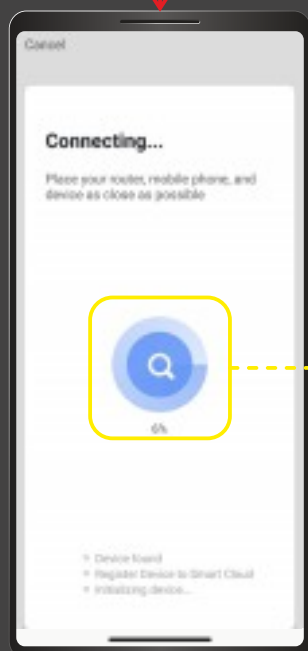 Cancel
Connecting...
Place your router, mobile phone, and
device as close as possible
6%
Device found
Register Device to Smart Cloud
Initializing device...